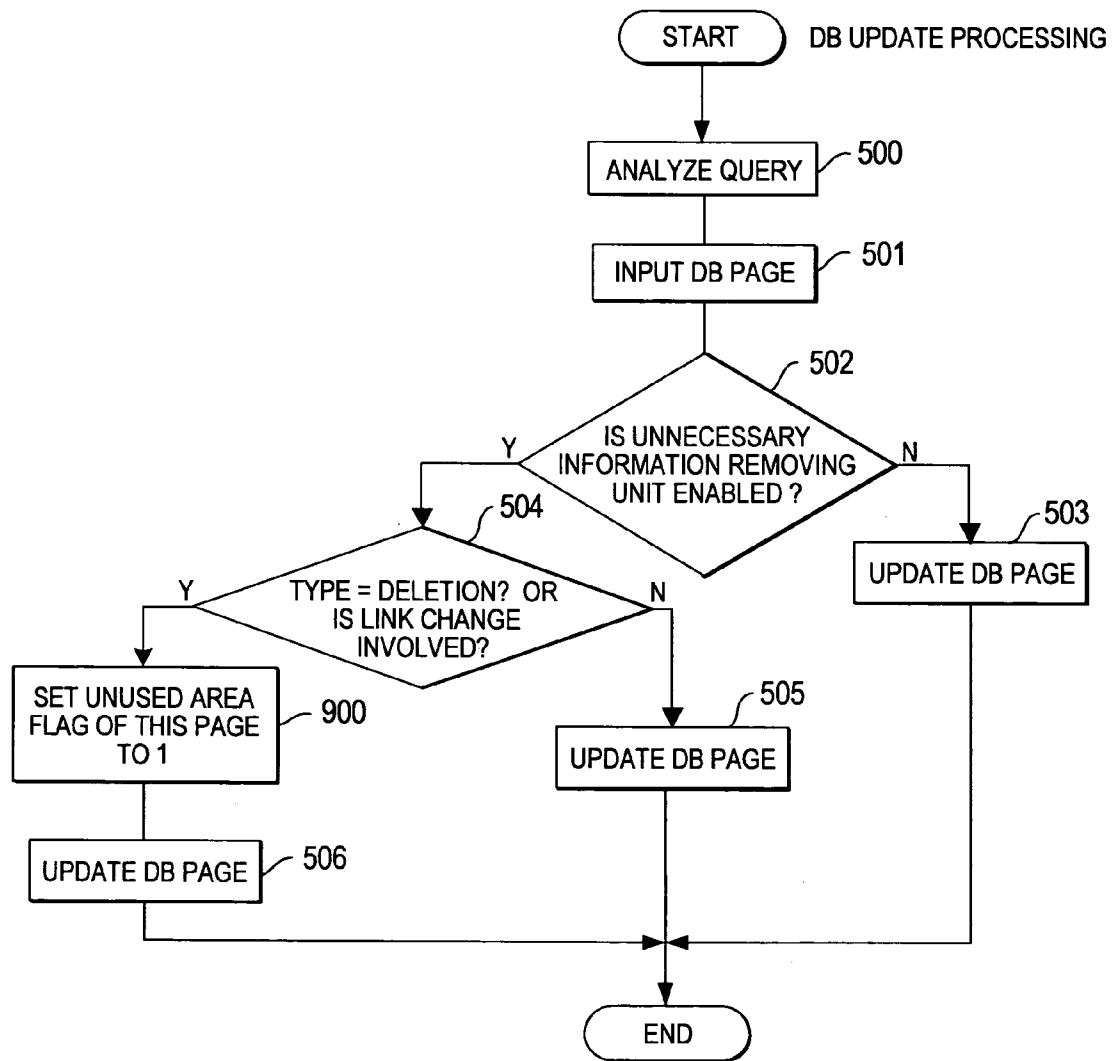 START
DB UPDATE PROCESSING
ANALYZE QUERY
500
INPUT DB PAGE
501
502
IS UNNECESSARY
INFORMATION REMOVING
UNIT ENABLED ?
Y
N
504
503
UPDATE DB PAGE
TYPE = DELETION? OR
IS LINK CHANGE
INVOLVED?
Y
N
SET UNUSED AREA
FLAG OF THIS PAGE
TO 1
900
505
UPDATE DB PAGE
UPDATE DB PAGE
506
END